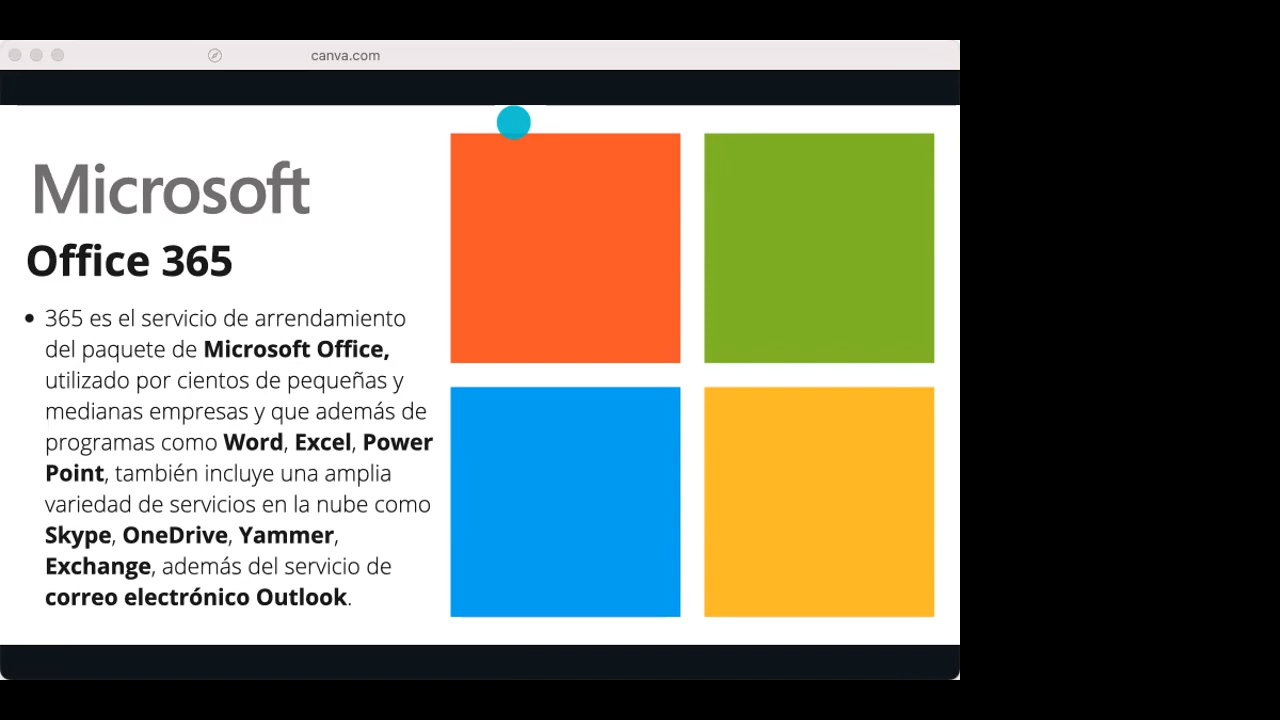 canva.com
Microsoft
Office 365
• 365 es el servicio de arrendamiento
del paquete de Microsoft Office,
utilizado por cientos de pequeñas y
medianas empresas y que además de
programas como Word, Excel, Power
Point, también incluye una amplia
variedad de servicios en la nube como
Skype, OneDrive, Yammer,
Exchange, además del servicio de
correo electrónico Outlook.